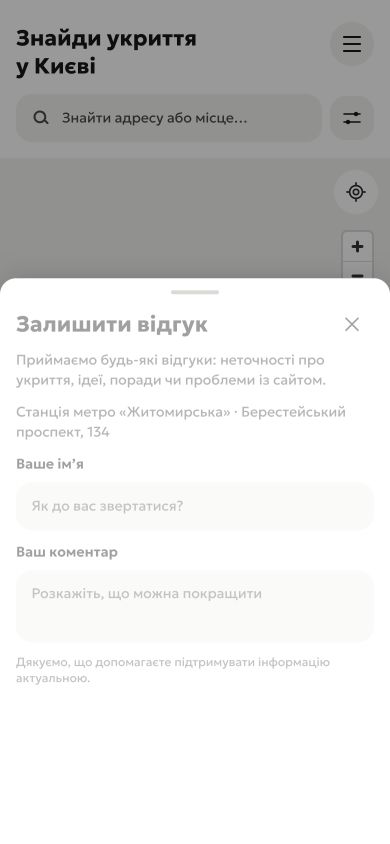 Знайди укриття
у Києві
Знайти адресу або місце...
Залишити відгук
Приймаємо будь-які відгуки: неточності про
укриття, ідеї, поради чи проблеми із сайтом.
Станція метро «Житомирська» · Берестейський
проспект, 134
Ваше ім’я
Як до вас звертатися?
Ваш коментар
Розкажіть, що можна покращити
Дякуємо, що допомагаєте підтримувати інформацію
актуальною.